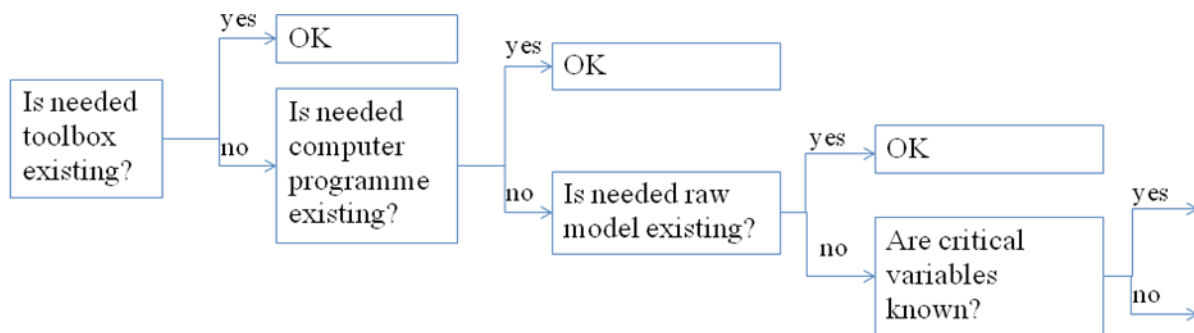 yes
OK
Is needed
toolbox
existing?
no
Is needed
computer
programme
existing?
yes
OK
no
Is needed raw
model existing?
yes
OK
no
Are critical
variables
known?
yes
no